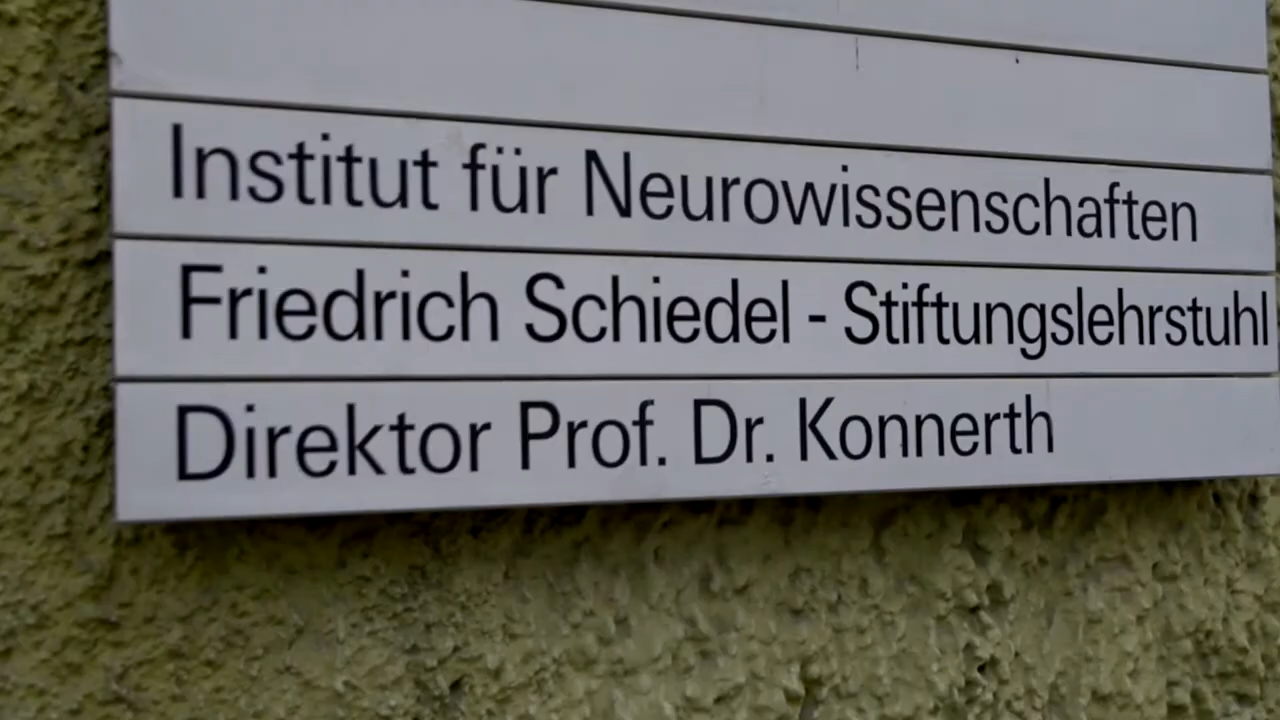 Institut für Neurowissenschaften
Friedrich Schiedel - Stiftungslehrstuhl
Direktor Prof. Dr. Konnerth